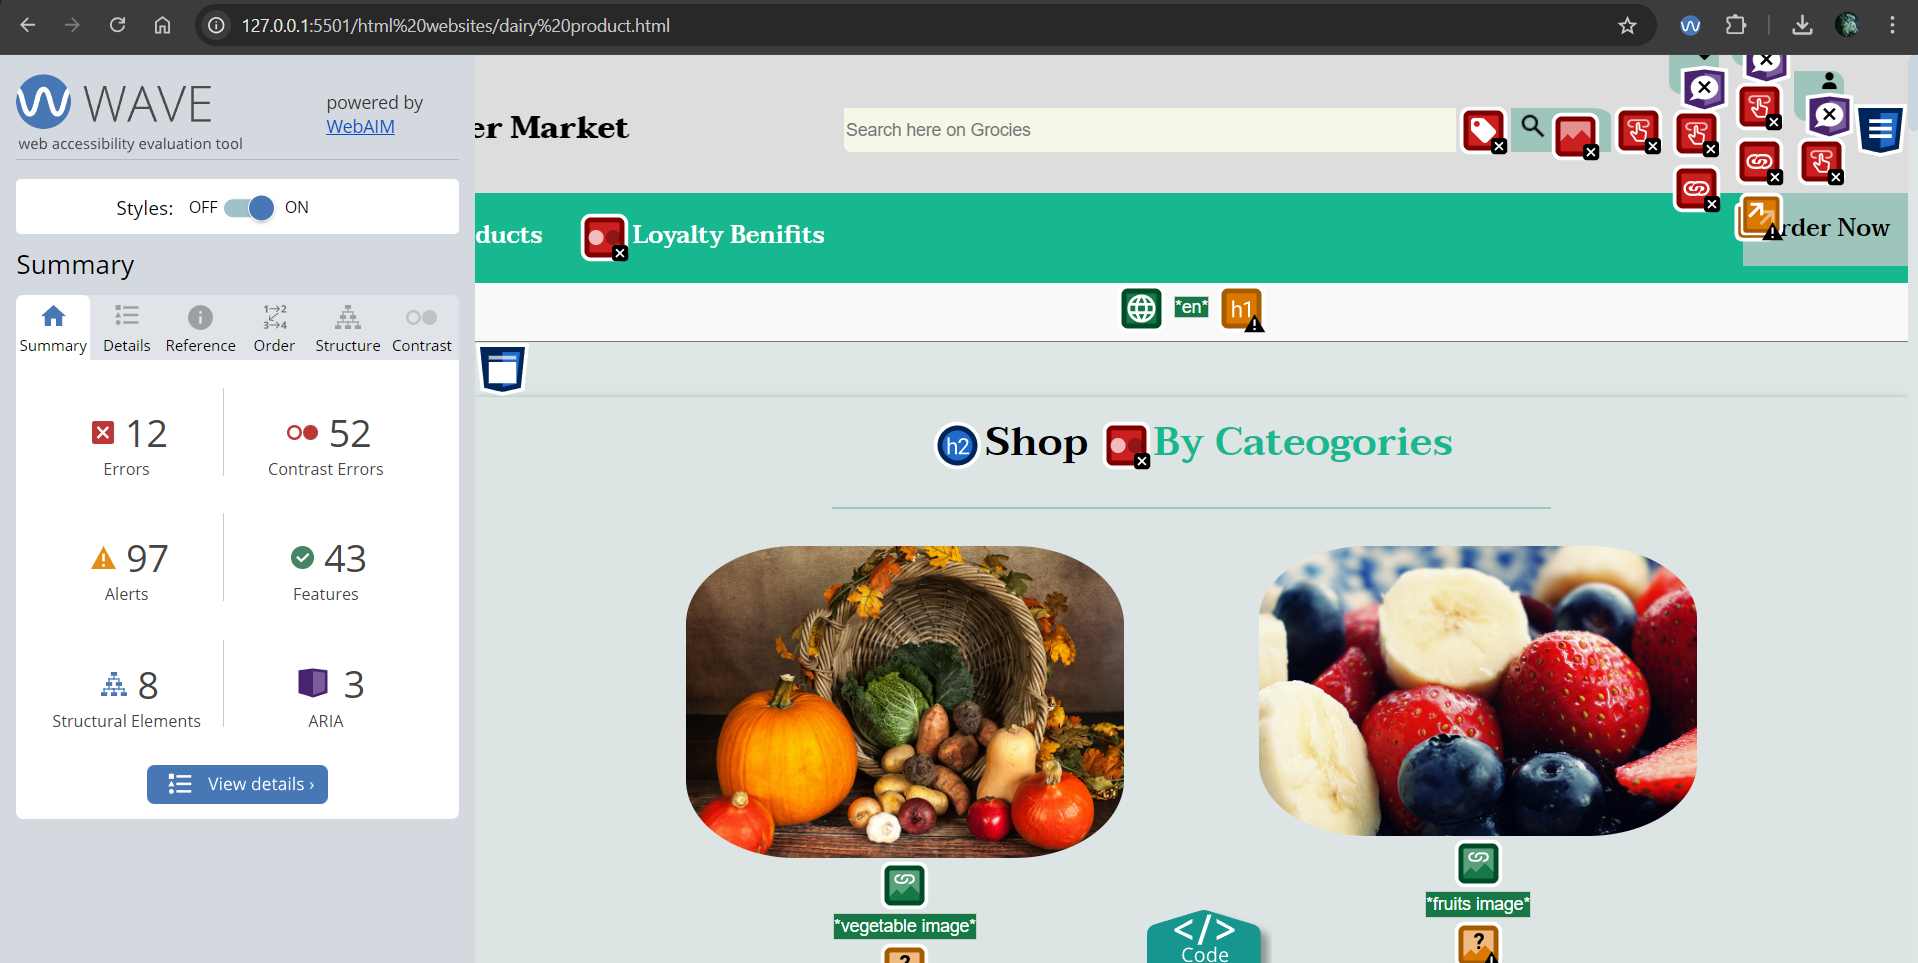 127.0.0.1:5501/html%20websites/dairy%20product.html
WAVE
web accessibility evaluation tool
powered by
WebAIM
Styles: OFF ON
Summary
Summary Details Reference Order Structure Contrast
12
Errors
52
Contrast Errors
97
Alerts
43
Features
8
Structural Elements
3
ARIA
View details ›
er Market
Search here on Grocies
ducts
Loyalty Benifits
rder Now
*en*
h1
h2 Shop By Cateogories
*vegetable image*
*fruits image*
</>
Code